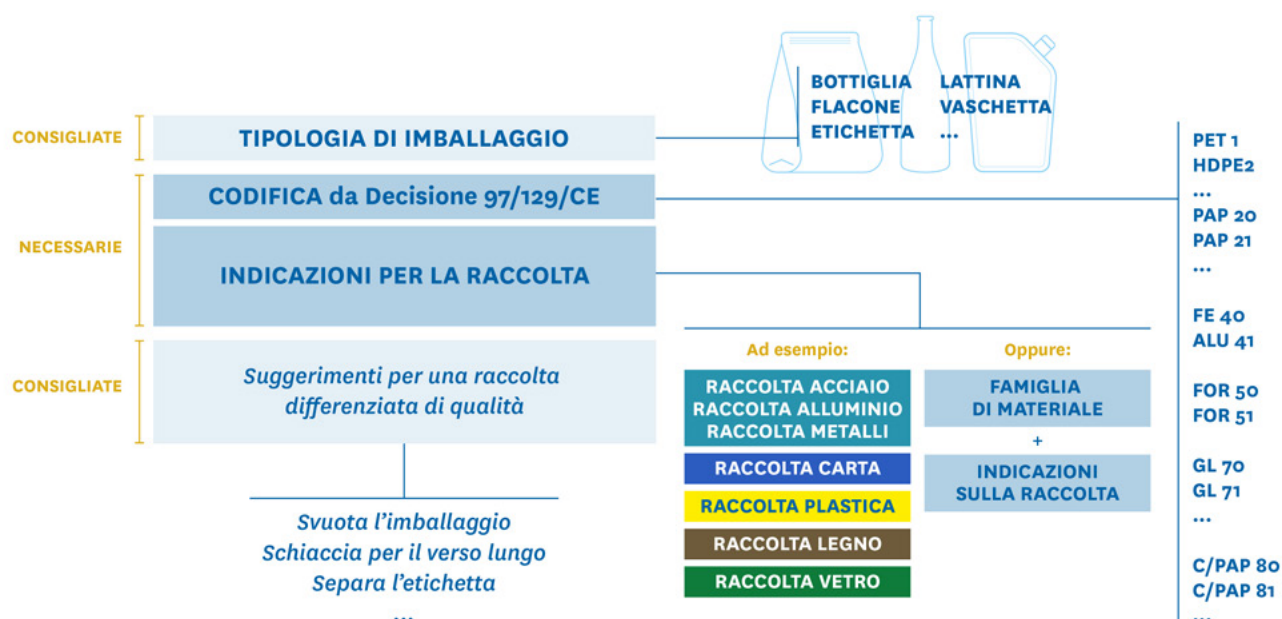 BOTTIGLIA LATTINA
FLACONE VASCHETTA
ETICHETTA ...
CONSIGLIATE
TIPOLOGIA DI IMBALLAGGIO
NECESSARIE
CODIFICA da Decisione 97/129/CE
INDICAZIONI PER LA RACCOLTA
CONSIGLIATE
Suggerimenti per una raccolta
differenziata di qualità
Svuota l'imballaggio
Schiaccia per il verso lungo
Separa l'etichetta
...
Ad esempio:
RACCOLTA ACCIAIO
RACCOLTA ALLUMINIO
RACCOLTA METALLI
RACCOLTA CARTA
RACCOLTA PLASTICA
RACCOLTA LEGNO
RACCOLTA VETRO
Oppure:
FAMIGLIA
DI MATERIALE
+
INDICAZIONI
SULLA RACCOLTA
PET 1
HDPE2
...
PAP 20
PAP 21
...
FE 40
ALU 41
FOR 50
FOR 51
GL 70
GL 71
...
C/PAP 80
C/PAP 81
...